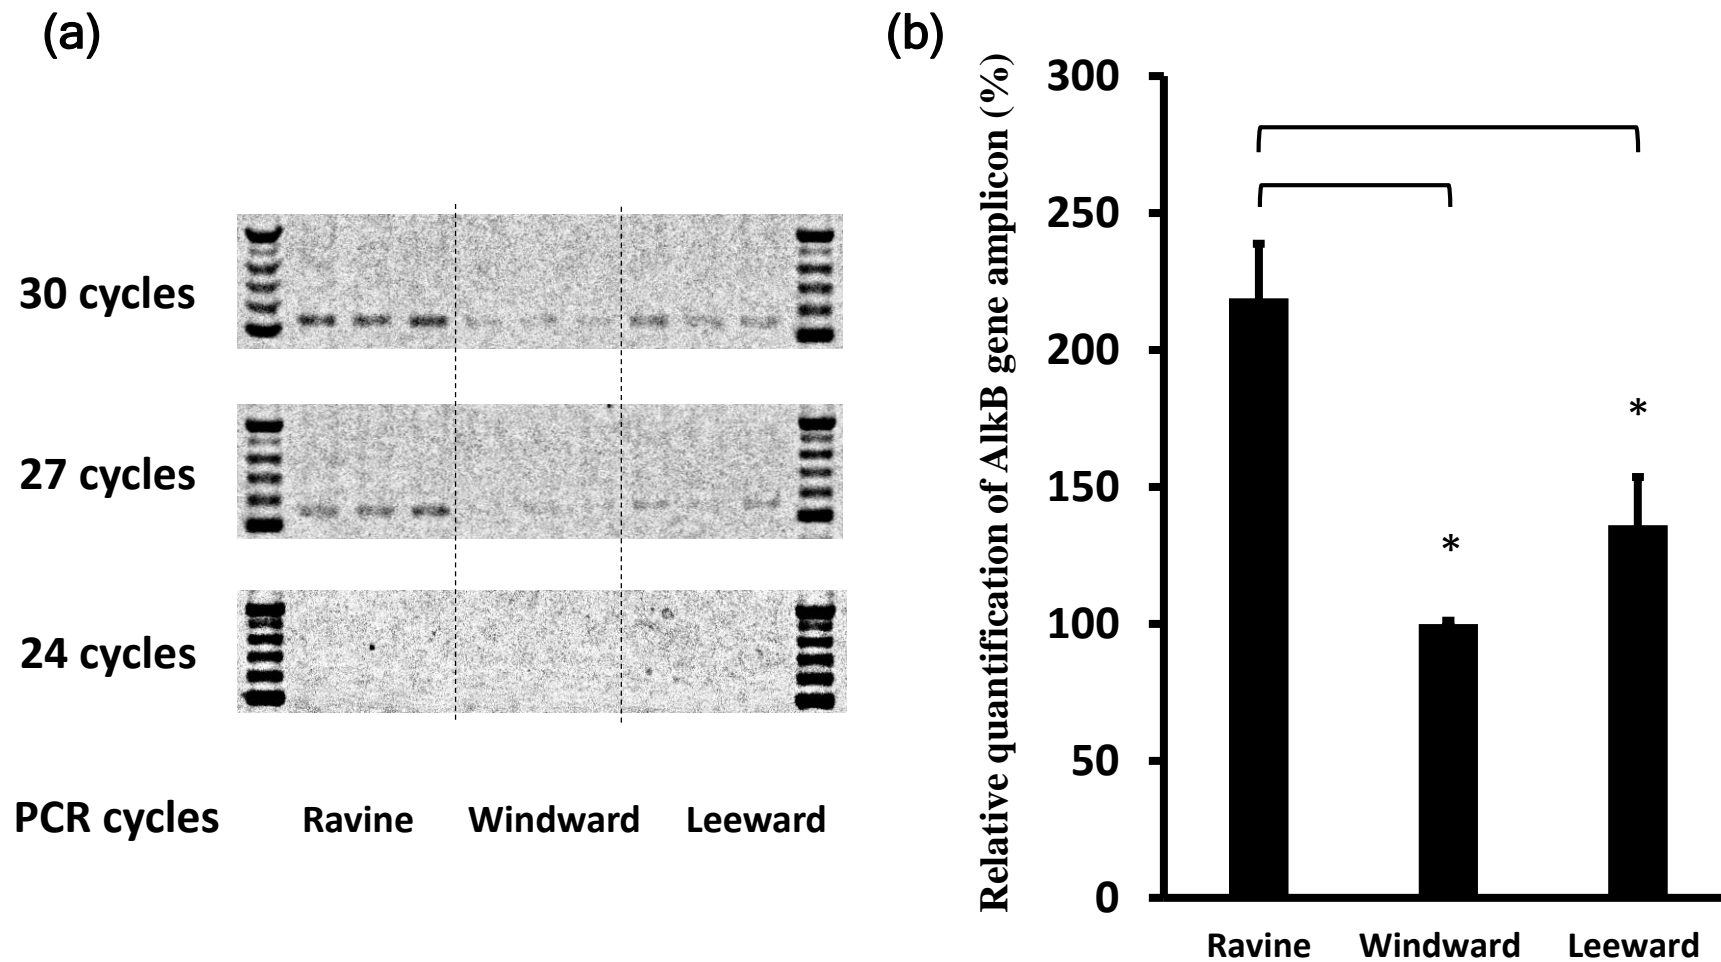 (a)
30 cycles
27 cycles
24 cycles
PCR cycles Ravine Windward Leeward
(b)
Relative quantification of AlkB gene amplicon (%)
300
250
200
150
100
50
0
*
*
Ravine Windward Leeward